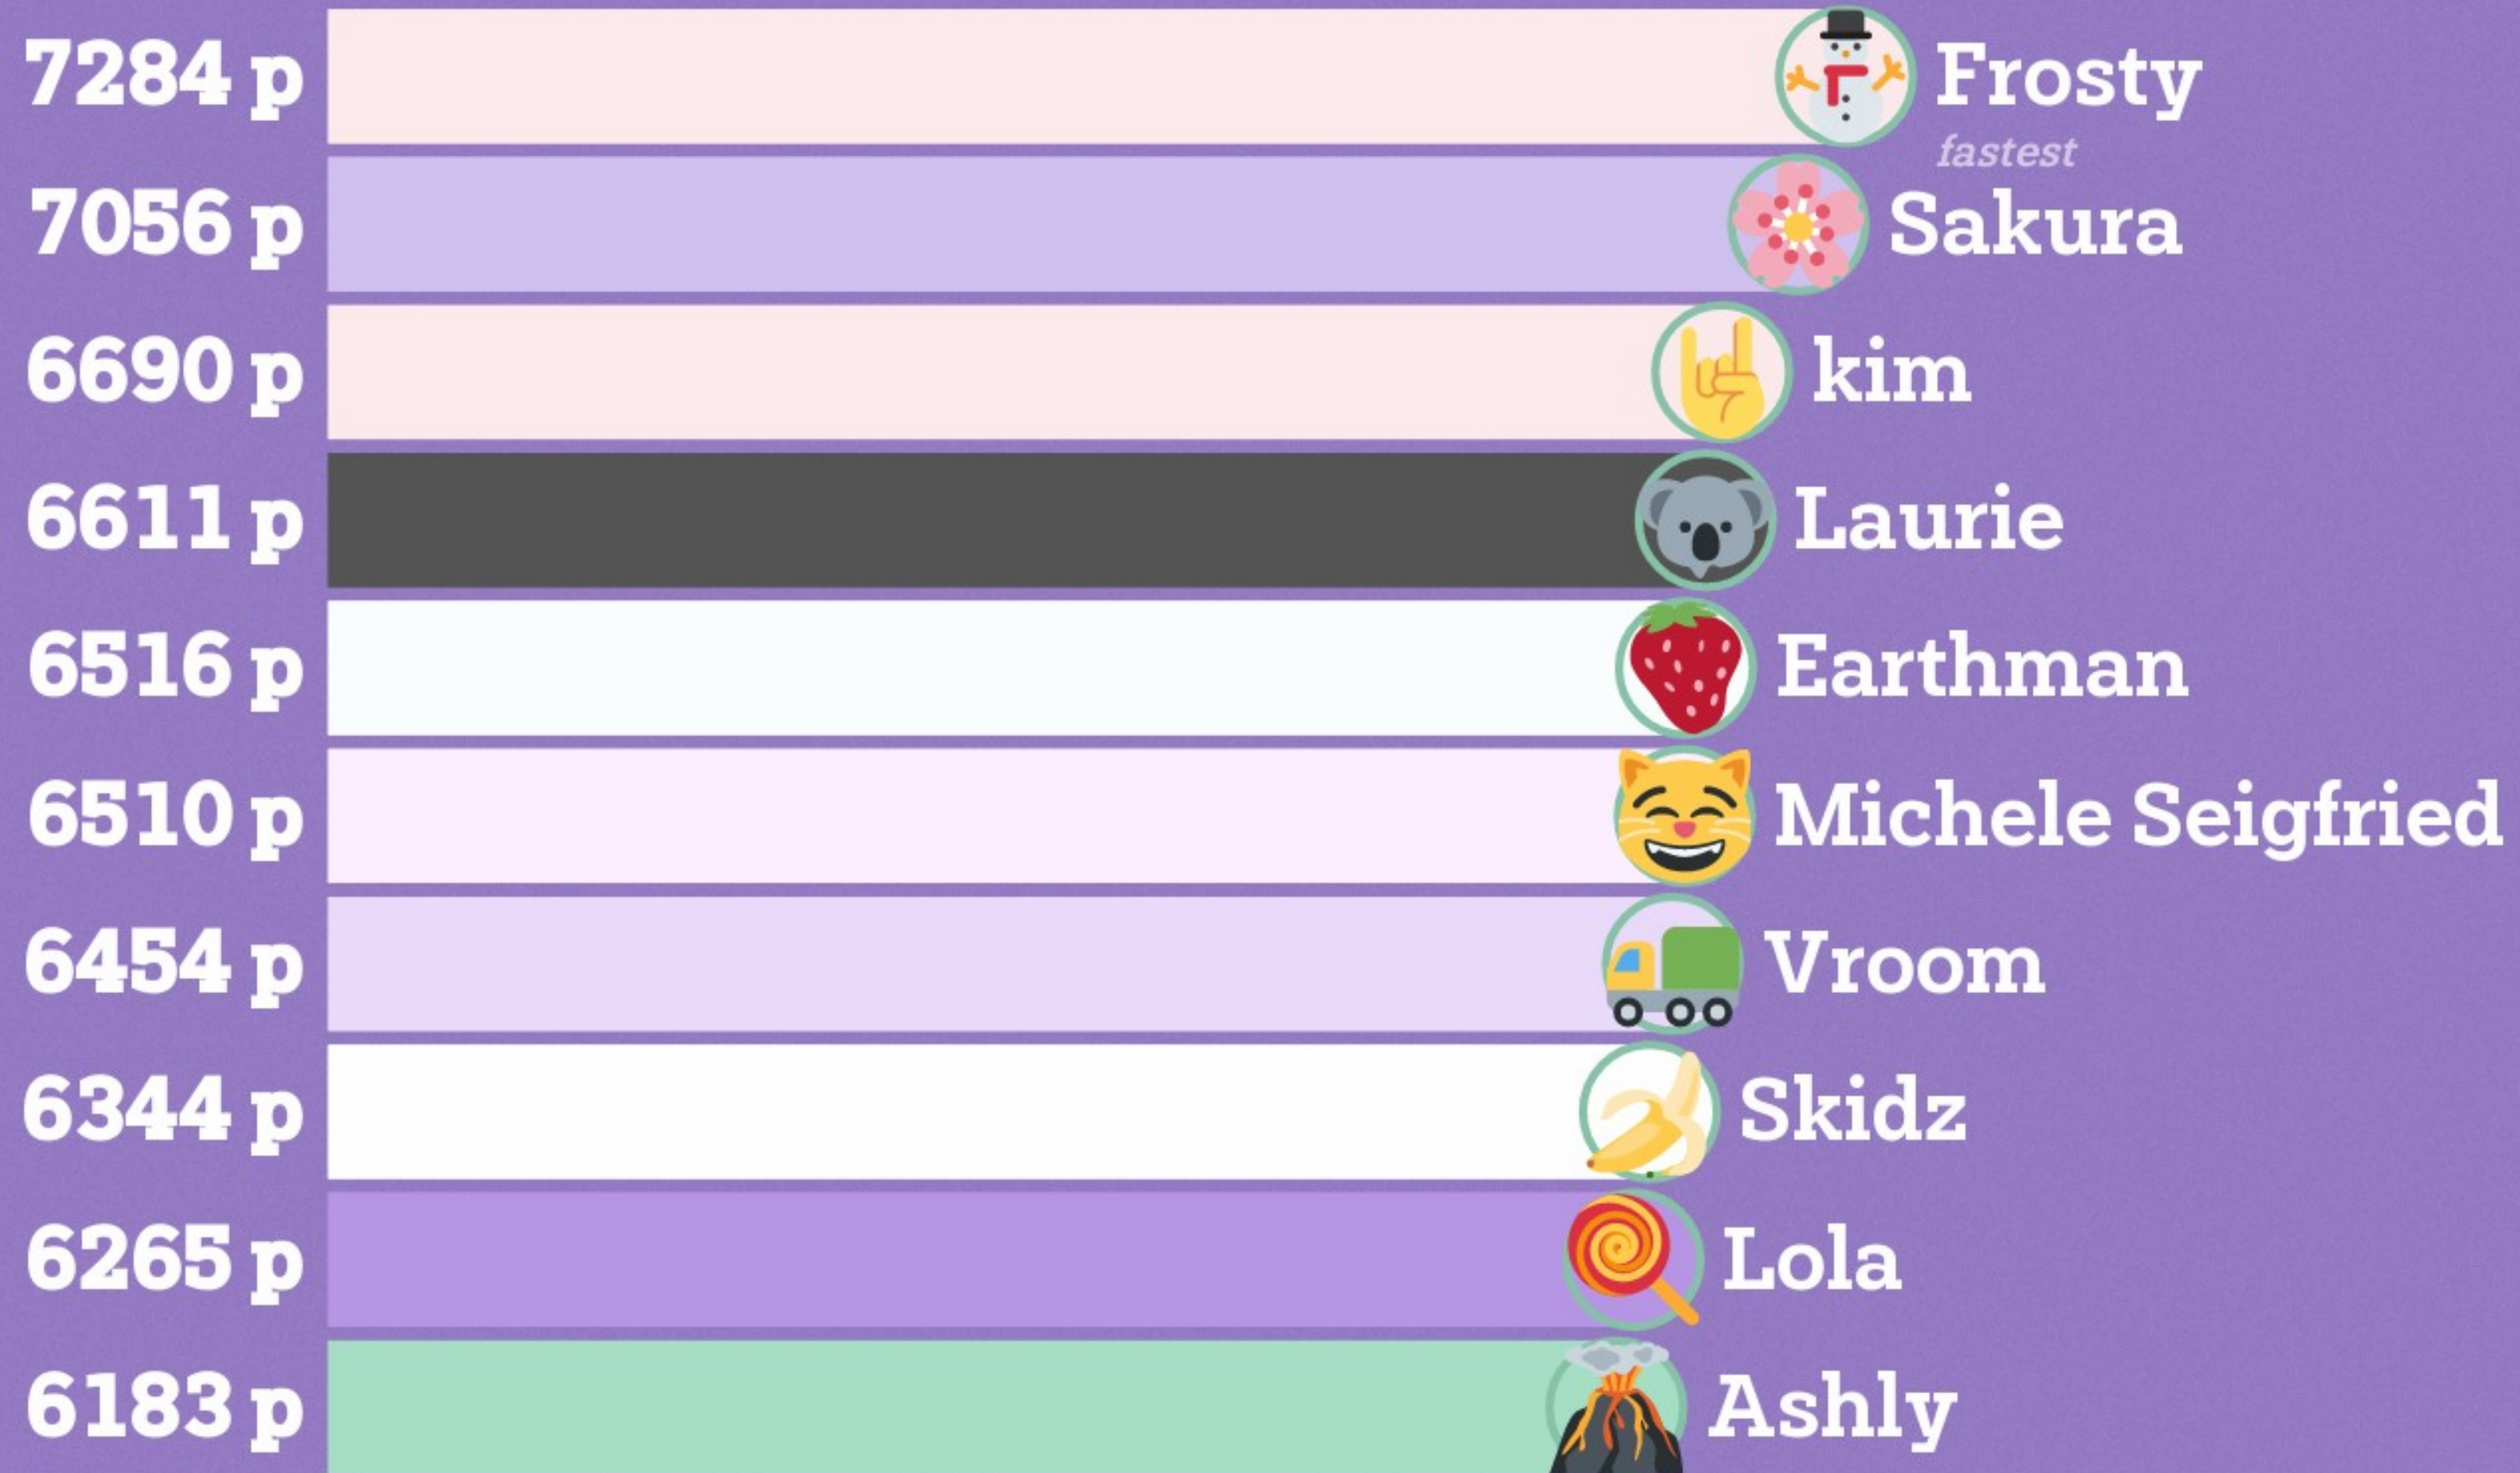 7284 p Frosty
fastest
7056 p Sakura
6690 p kim
6611 p Laurie
6516 p Earthman
6510 p Michele Seigfried
6454 p Vroom
6344 p Skidz
6265 p Lola
6183 p Ashly